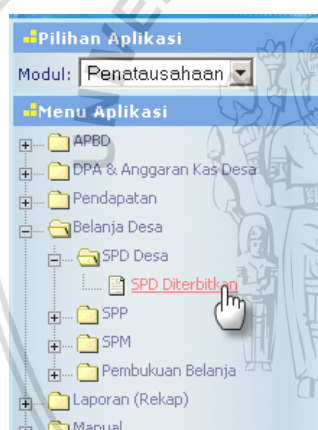 Pilihan Aplikasi
Modul: Penatausahaan
Menu Aplikasi
APBD
DPA & Anggaran Kas Desa
Pendapatan
Belanja Desa
SPD Desa
SPD Diterbitkan
SPP
SPM
Pembukuan Belanja
Laporan (Rekap)
Manual